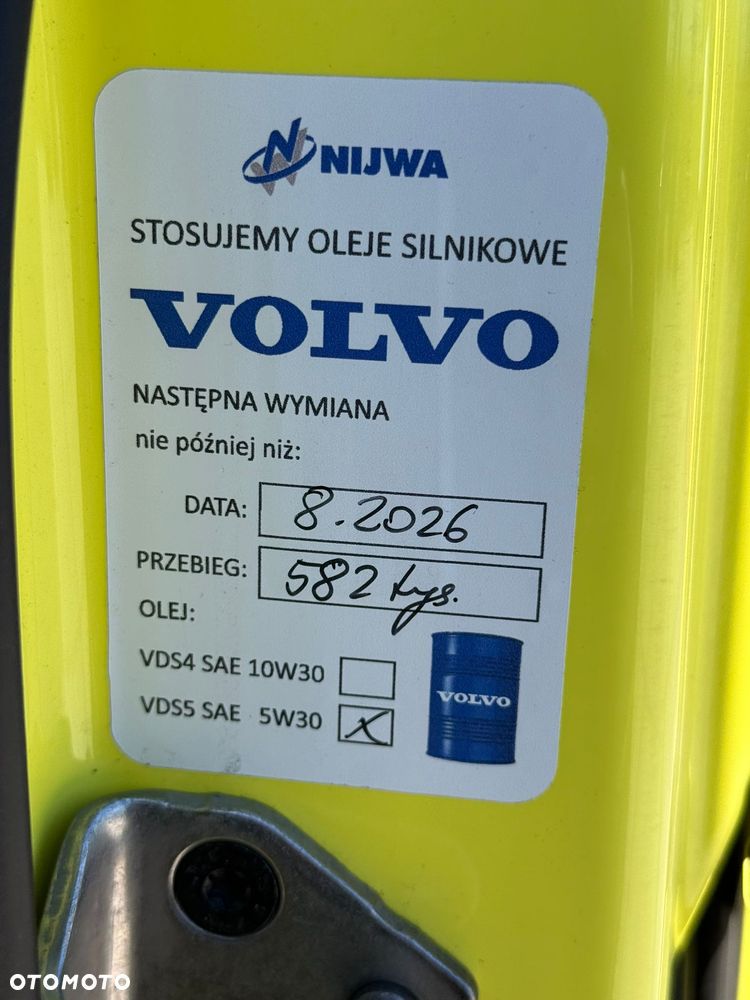 NIJWA
STOSUJEMY OLEJE SILNIKOWE
VOLVO
NASTĘPNA WYMIANA
nie później niż:
DATA: 8.2026
PRZEBIEG: 582 tys.
OLEJ:
VDS4 SAE 10W30
VDS5 SAE 5W30 X
VOLVO
OTOMOTO